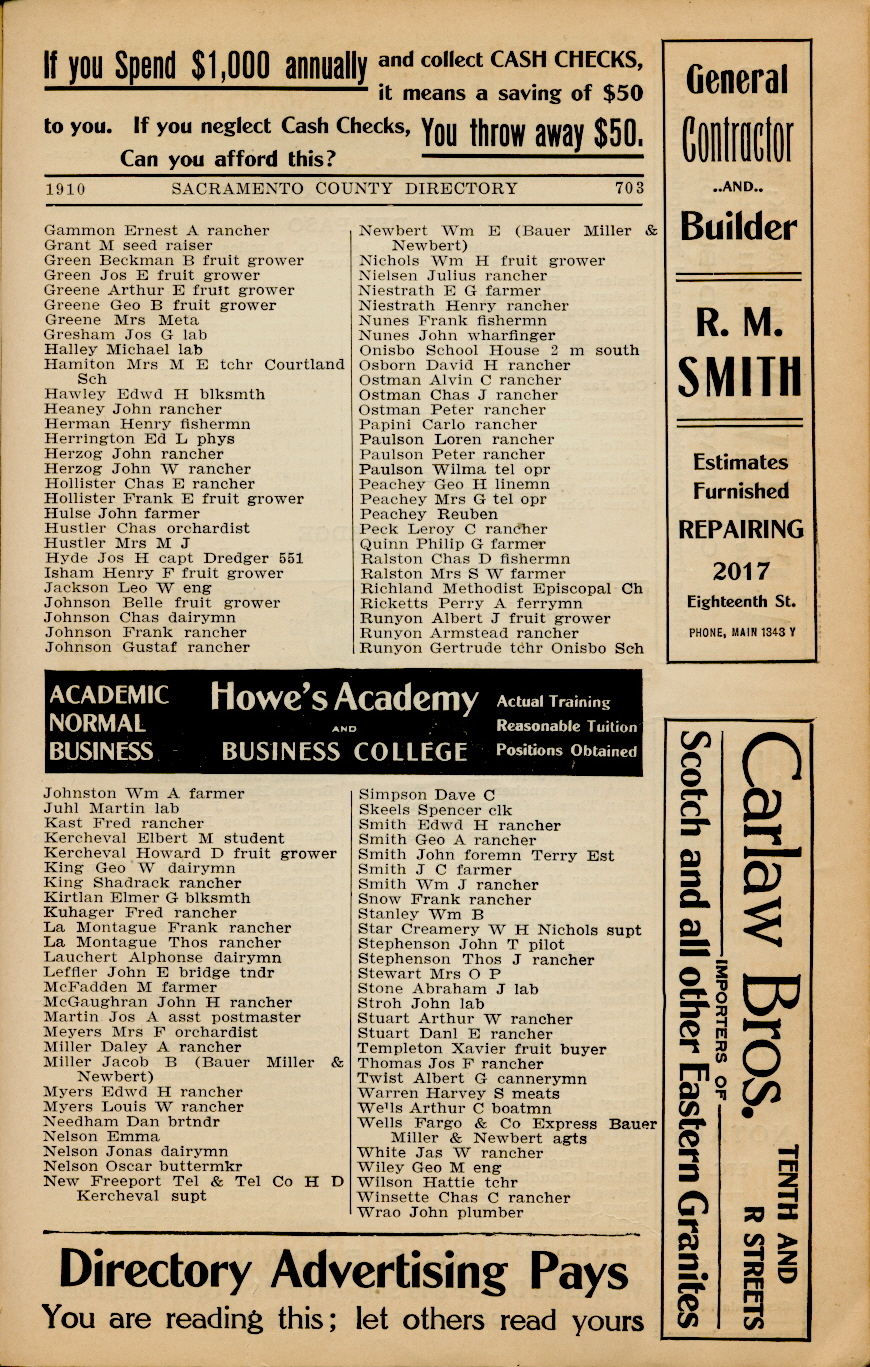 If you Spend $1,000 annually and collect CASH CHECKS,
it means a saving of $50
to you. If you neglect Cash Checks, You throw away $50.
Can you afford this?
1910 SACRAMENTO COUNTY DIRECTORY 703
Gammon Ernest A rancher
Grant M seed raiser
Green Beckman B fruit grower
Green Jos E fruit grower
Greene Arthur E fruit grower
Greene Geo B fruit grower
Greene Mrs Meta
Gresham Jos G lab
Halley Michael lab
Hamiton Mrs M E tchr Courtland
Sch
Hawley Edwd H blksmth
Heaney John rancher
Herman Henry fishermn
Herrington Ed L phys
Herzog John rancher
Herzog John W rancher
Hollister Chas E rancher
Hollister Frank E fruit grower
Hulse John farmer
Hustler Chas orchardist
Hustler Mrs M J
Hyde Jos H capt Dredger 551
Isham Henry F fruit grower
Jackson Leo W eng
Johnson Belle fruit grower
Johnson Chas dairymn
Johnson Frank rancher
Johnson Gustaf rancher
Newbert Wm E (Bauer Miller &
Newbert)
Nichols Wm H fruit grower
Nielsen Julius rancher
Niestrath E G farmer
Niestrath Henry rancher
Nunes Frank fishermn
Nunes John wharfinger
Onisbo School House 2 m south
Osborn David H rancher
Ostman Alvin C rancher
Ostman Chas J rancher
Ostman Peter rancher
Papini Carlo rancher
Paulson Loren rancher
Paulson Peter rancher
Paulson Wilma tel opr
Peachey Geo H linemn
Peachey Mrs G tel opr
Peachey Reuben
Peck Leroy C rancher
Quinn Philip G farmer
Ralston Chas D fishermn
Ralston Mrs S W farmer
Richland Methodist Episcopal Ch
Ricketts Perry A ferrymn
Runyon Albert J fruit grower
Runyon Armstead rancher
Runyon Gertrude tchr Onisbo Sch
ACADEMIC
NORMAL
BUSINESS
Howe's Academy
AND
BUSINESS COLLEGE
Actual Training
Reasonable Tuition
Positions Obtained
Johnston Wm A farmer
Juhl Martin lab
Kast Fred rancher
Kercheval Elbert M student
Kercheval Howard D fruit grower
King Geo W dairymn
King Shadrack rancher
Kirtlan Elmer G blksmth
Kuhager Fred rancher
La Montague Frank rancher
La Montague Thos rancher
Lauchert Alphonse dairymn
Leffler John E bridge tndr
McFadden M farmer
McGaughran John H rancher
Martin Jos A asst postmaster
Meyers Mrs F orchardist
Miller Daley A rancher
Miller Jacob B (Bauer Miller &
Newbert)
Myers Edwd H rancher
Myers Louis W rancher
Needham Dan brtndr
Nelson Emma
Nelson Jonas dairymn
Nelson Oscar buttermkr
New Freeport Tel & Tel Co H D
Kercheval supt
Simpson Dave C
Skeels Spencer clk
Smith Edwd H rancher
Smith Geo A rancher
Smith John foremn Terry Est
Smith J C farmer
Smith Wm J rancher
Snow Frank rancher
Stanley Wm B
Star Creamery W H Nichols supt
Stephenson John T pilot
Stephenson Thos J rancher
Stewart Mrs O P
Stone Abraham J lab
Stroh John lab
Stuart Arthur W rancher
Stuart Danl E rancher
Templeton Xavier fruit buyer
Thomas Jos F rancher
Twist Albert G cannerymn
Warren Harvey S meats
Wells Arthur C boatmn
Wells Fargo & Co Express Bauer
Miller & Newbert agts
White Jas W rancher
Wiley Geo M eng
Wilson Hattie tchr
Winsette Chas C rancher
Wrao John plumber
Directory Advertising Pays
You are reading this; let others read yours
General
Contractor
..AND..
Builder
R. M.
SMITH
Estimates
Furnished
REPAIRING
2017
Eighteenth St.
PHONE, MAIN 1343 Y
Carlaw Bros. TENTH AND
R STREETS
IMPORTERS OF
Scotch and all other Eastern Granites